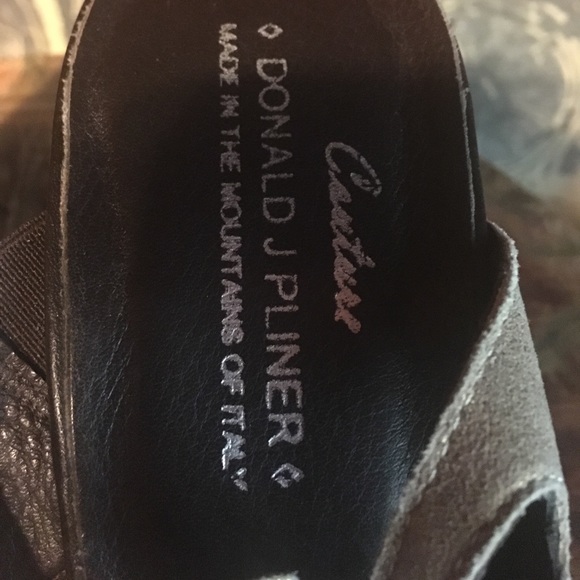 Couture
◇ DONALD J PLINER ◇
MADE IN THE MOUNTAINS OF ITALY